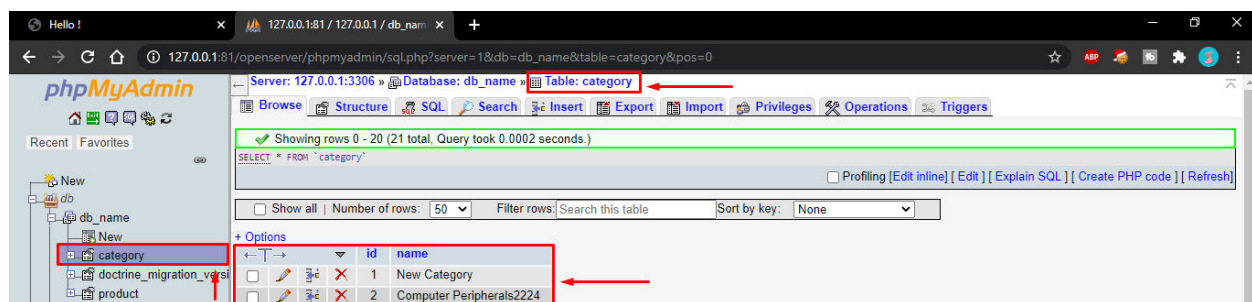 Hello !
127.0.0.1:81 / 127.0.0.1 / db_nam
127.0.0.1:81/openserver/phpmyadmin/sql.php?server=1&db=db_name&table=category&pos=0
ABP
phpMyAdmin
Server: 127.0.0.1:3306 » Database: db_name » Table: category
Browse Structure SQL Search Insert Export Import Privileges Operations Triggers
Recent Favorites
Showing rows 0 - 20 (21 total, Query took 0.0002 seconds.)
SELECT * FROM `category`
Profiling [Edit inline] [ Edit ] [ Explain SQL ] [ Create PHP code ] [ Refresh]
New
db
db_name
New
category
doctrine_migration_versi
product
Show all | Number of rows: 50 Filter rows: Search this table Sort by key: None
+ Options
←T→ id name
1 New Category
2 Computer Peripherals2224